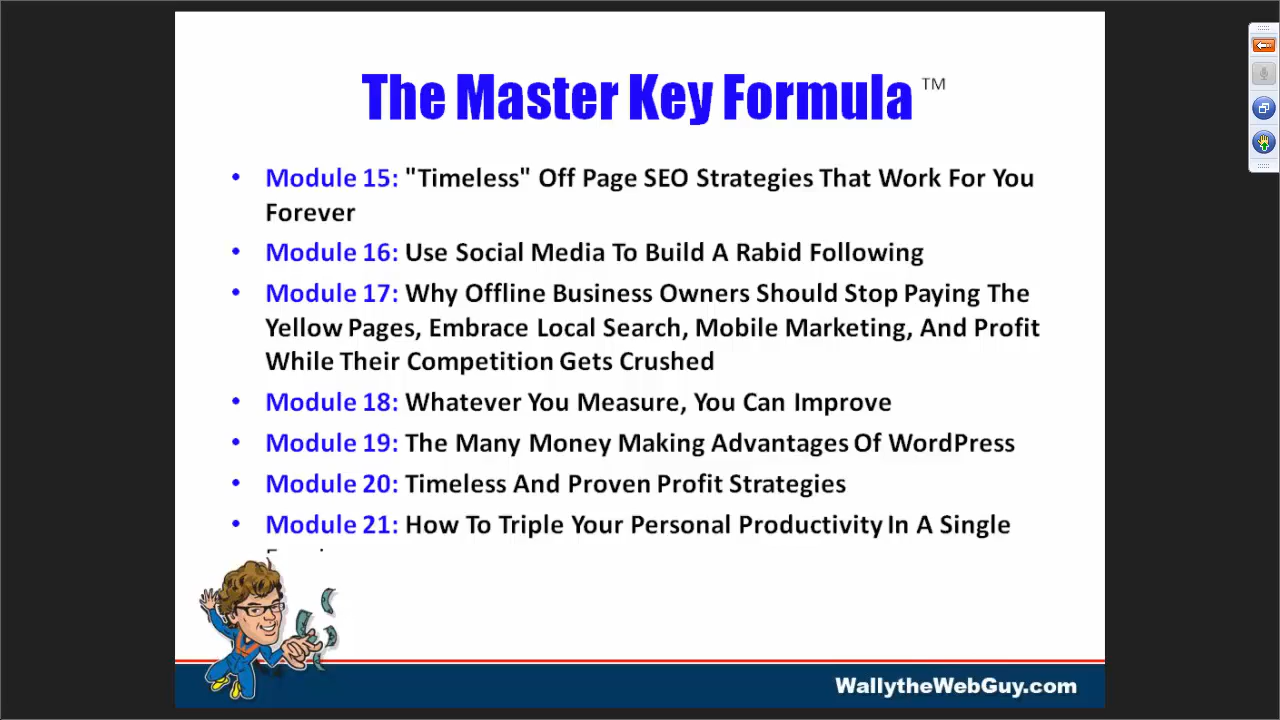 The Master Key Formula ™
• Module 15: "Timeless" Off Page SEO Strategies That Work For You
Forever
• Module 16: Use Social Media To Build A Rabid Following
• Module 17: Why Offline Business Owners Should Stop Paying The
Yellow Pages, Embrace Local Search, Mobile Marketing, And Profit
While Their Competition Gets Crushed
• Module 18: Whatever You Measure, You Can Improve
• Module 19: The Many Money Making Advantages Of WordPress
• Module 20: Timeless And Proven Profit Strategies
• Module 21: How To Triple Your Personal Productivity In A Single
WallytheWebGuy.com